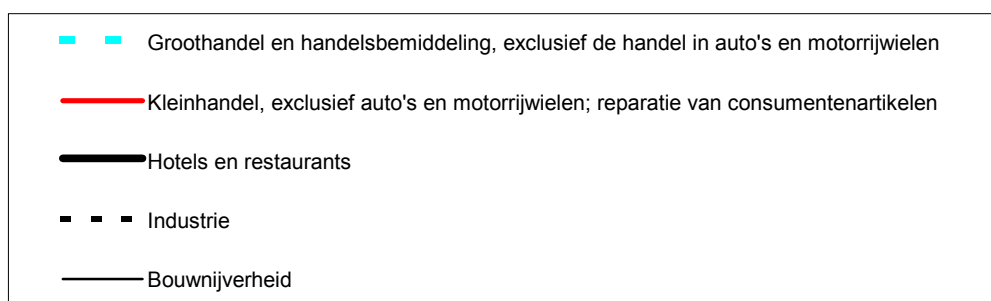 Groothandel en handelsbemiddeling, exclusief de handel in auto's en motorrijwielen
Kleinhandel, exclusief auto's en motorrijwielen; reparatie van consumentenartikelen
Hotels en restaurants
Industrie
Bouwnijverheid